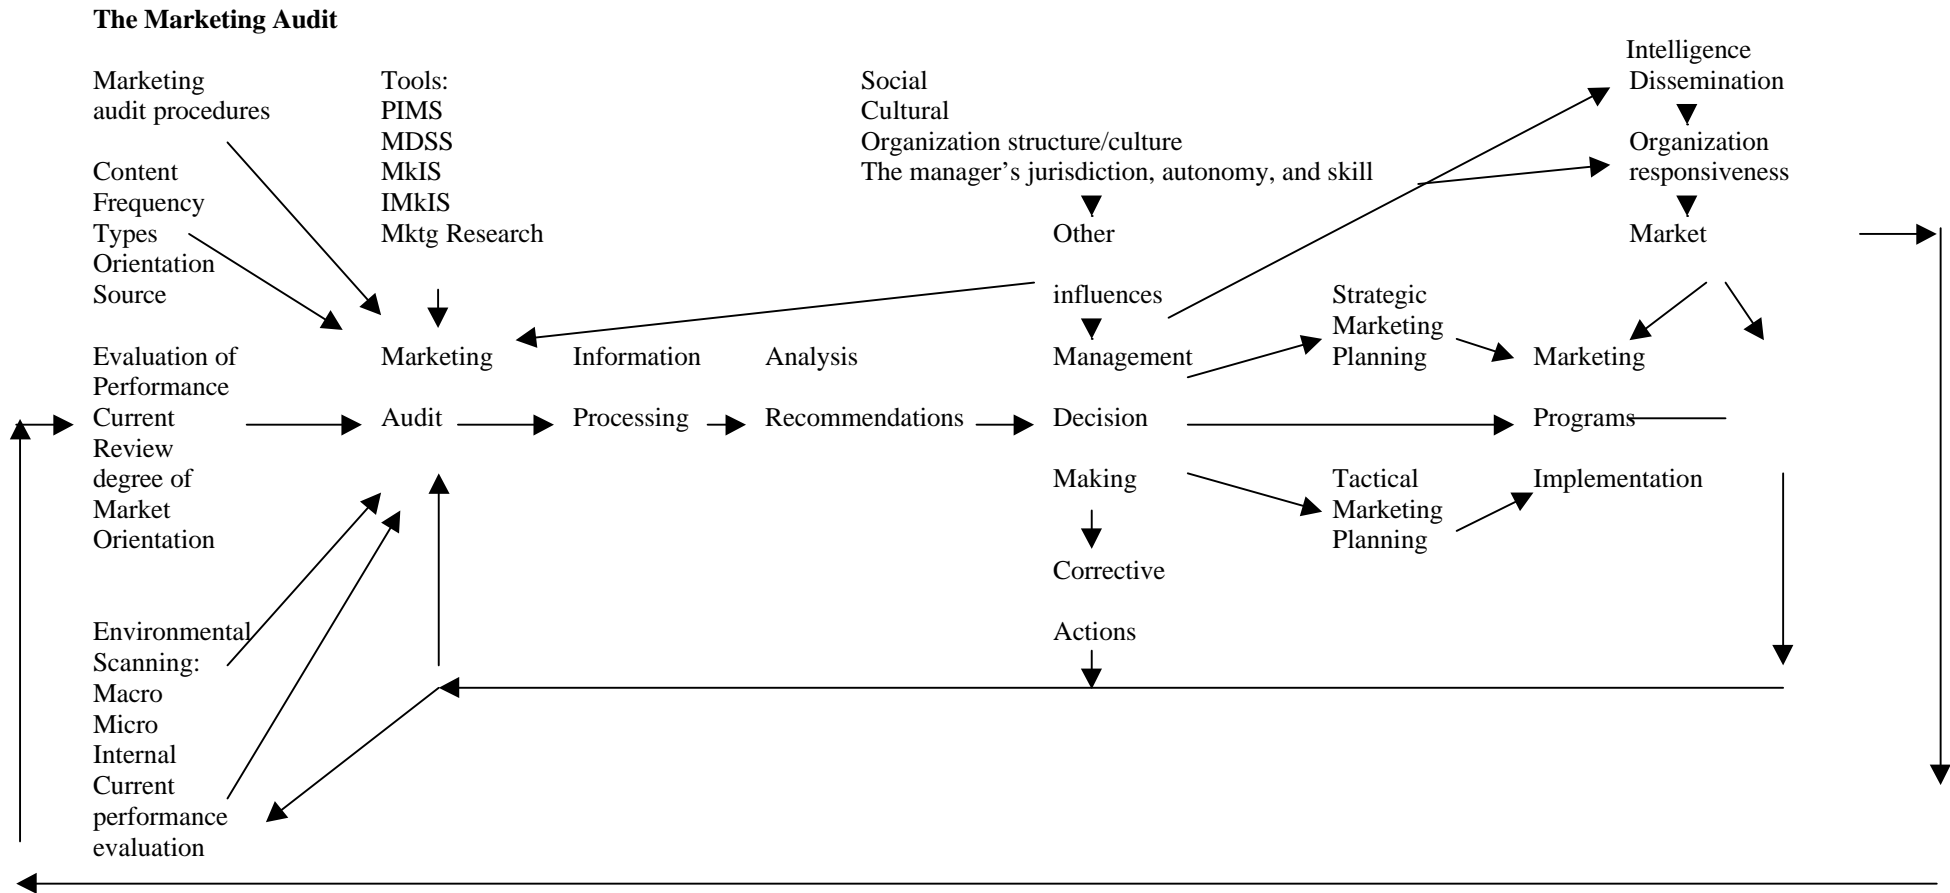 The Marketing Audit
Marketing
audit procedures
Content
Frequency
Types
Orientation
Source
Evaluation of
Performance
Current
Review
degree of
Market
Orientation
Environmental
Scanning:
Macro
Micro
Internal
Current
performance
evaluation
Tools:
PIMS
MDSS
MkIS
IMkIS
Mktg Research
Marketing
Audit
Information
Processing
Analysis
Recommendations
Social
Cultural
Organization structure/culture
The manager’s jurisdiction, autonomy, and skill
Other
influences
Management
Decision
Making
Corrective
Actions
Strategic
Marketing
Planning
Tactical
Marketing
Planning
Intelligence
Dissemination
Organization
responsiveness
Market
Marketing
Programs
Implementation